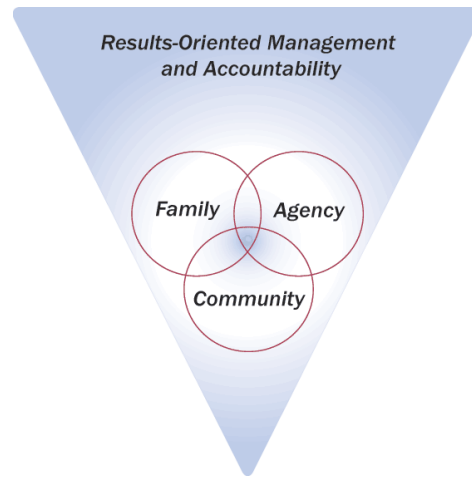 Results-Oriented Management
and Accountability
Family
Agency
Community